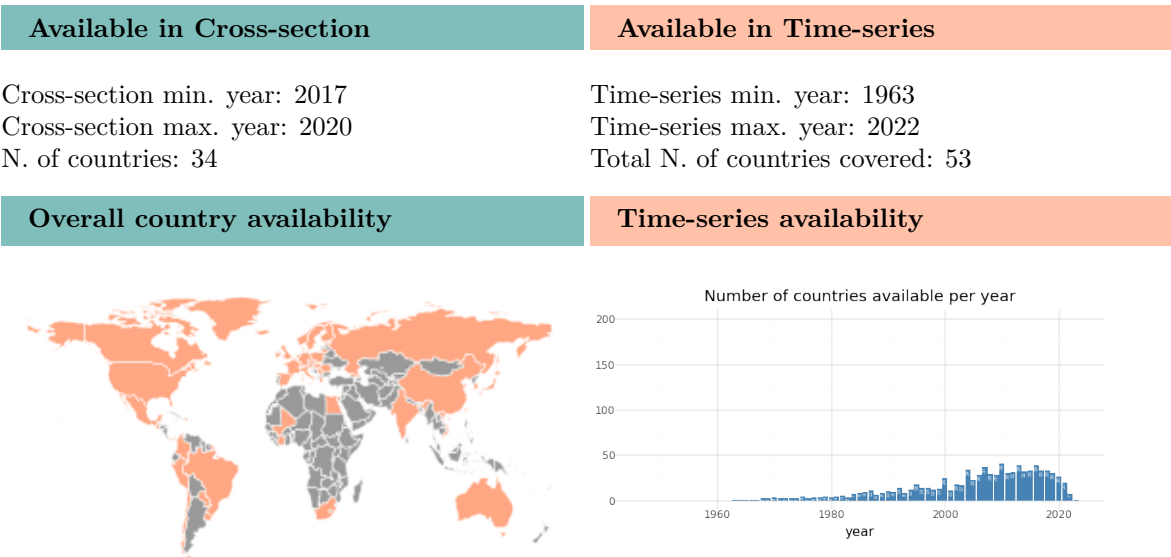 Available in Cross-section
Available in Time-series
Cross-section min. year: 2017
Cross-section max. year: 2020
N. of countries: 34
Time-series min. year: 1963
Time-series max. year: 2022
Total N. of countries covered: 53
Overall country availability
Time-series availability
Number of countries available per year
200
150
100
50
0
1960
1980
2000
2020
year